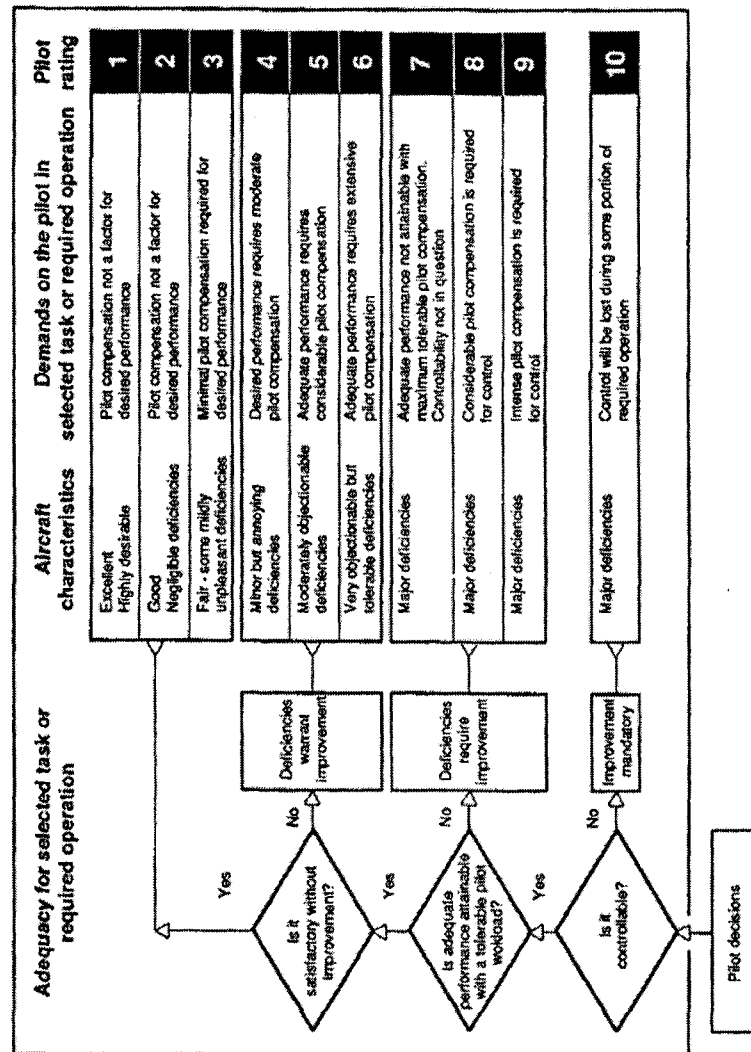 Adequacy for selected task or
required operation
Aircraft
characteristics
Demands on the pilot in
selected task or required operation
Pilot
rating
Yes
Excellent
Highly desirable
Pilot compensation not a factor for
desired performance
1
Good
Negligible deficiencies
Pilot compensation not a factor for
desired performance
2
Fair - some mildly
unpleasant deficiencies
Minimal pilot compensation required for
desired performance
3
Is it
satisfactory without
improvement?
No
Deficiencies
warrant
improvement
Minor but annoying
deficiencies
Desired performance requires moderate
pilot compensation
4
Moderately objectionable
deficiencies
Adequate performance requires
considerable pilot compensation
5
Very objectionable but
tolerable deficiencies
Adequate performance requires extensive
pilot compensation
6
Yes
Is adequate
performance attainable
with a tolerable pilot
wokload?
No
Deficiencies
require
improvement
Major deficiencies
Adequate performance not attainable with
maximum tolerable pilot compensation.
Controllability not in question
7
Major deficiencies
Considerable pilot compensation is required
for control
8
Major deficiencies
Intense pilot compensation is required
for control
9
Yes
Is it
controllable?
No
Improvement
mandatory
Major deficiencies
Control will be lost during some portion of
required operation
10
Pilot decisions